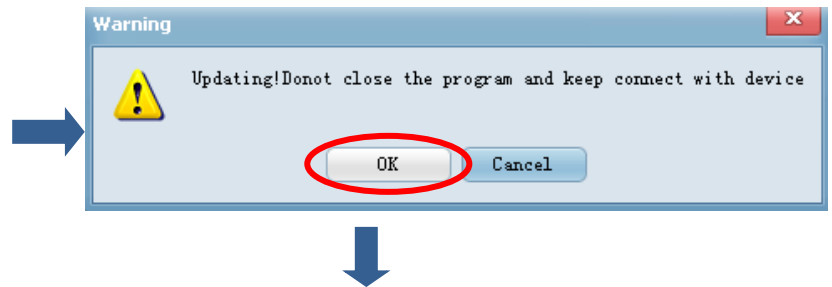 Warning
Updating!Donot close the program and keep connect with device
OK Cancel